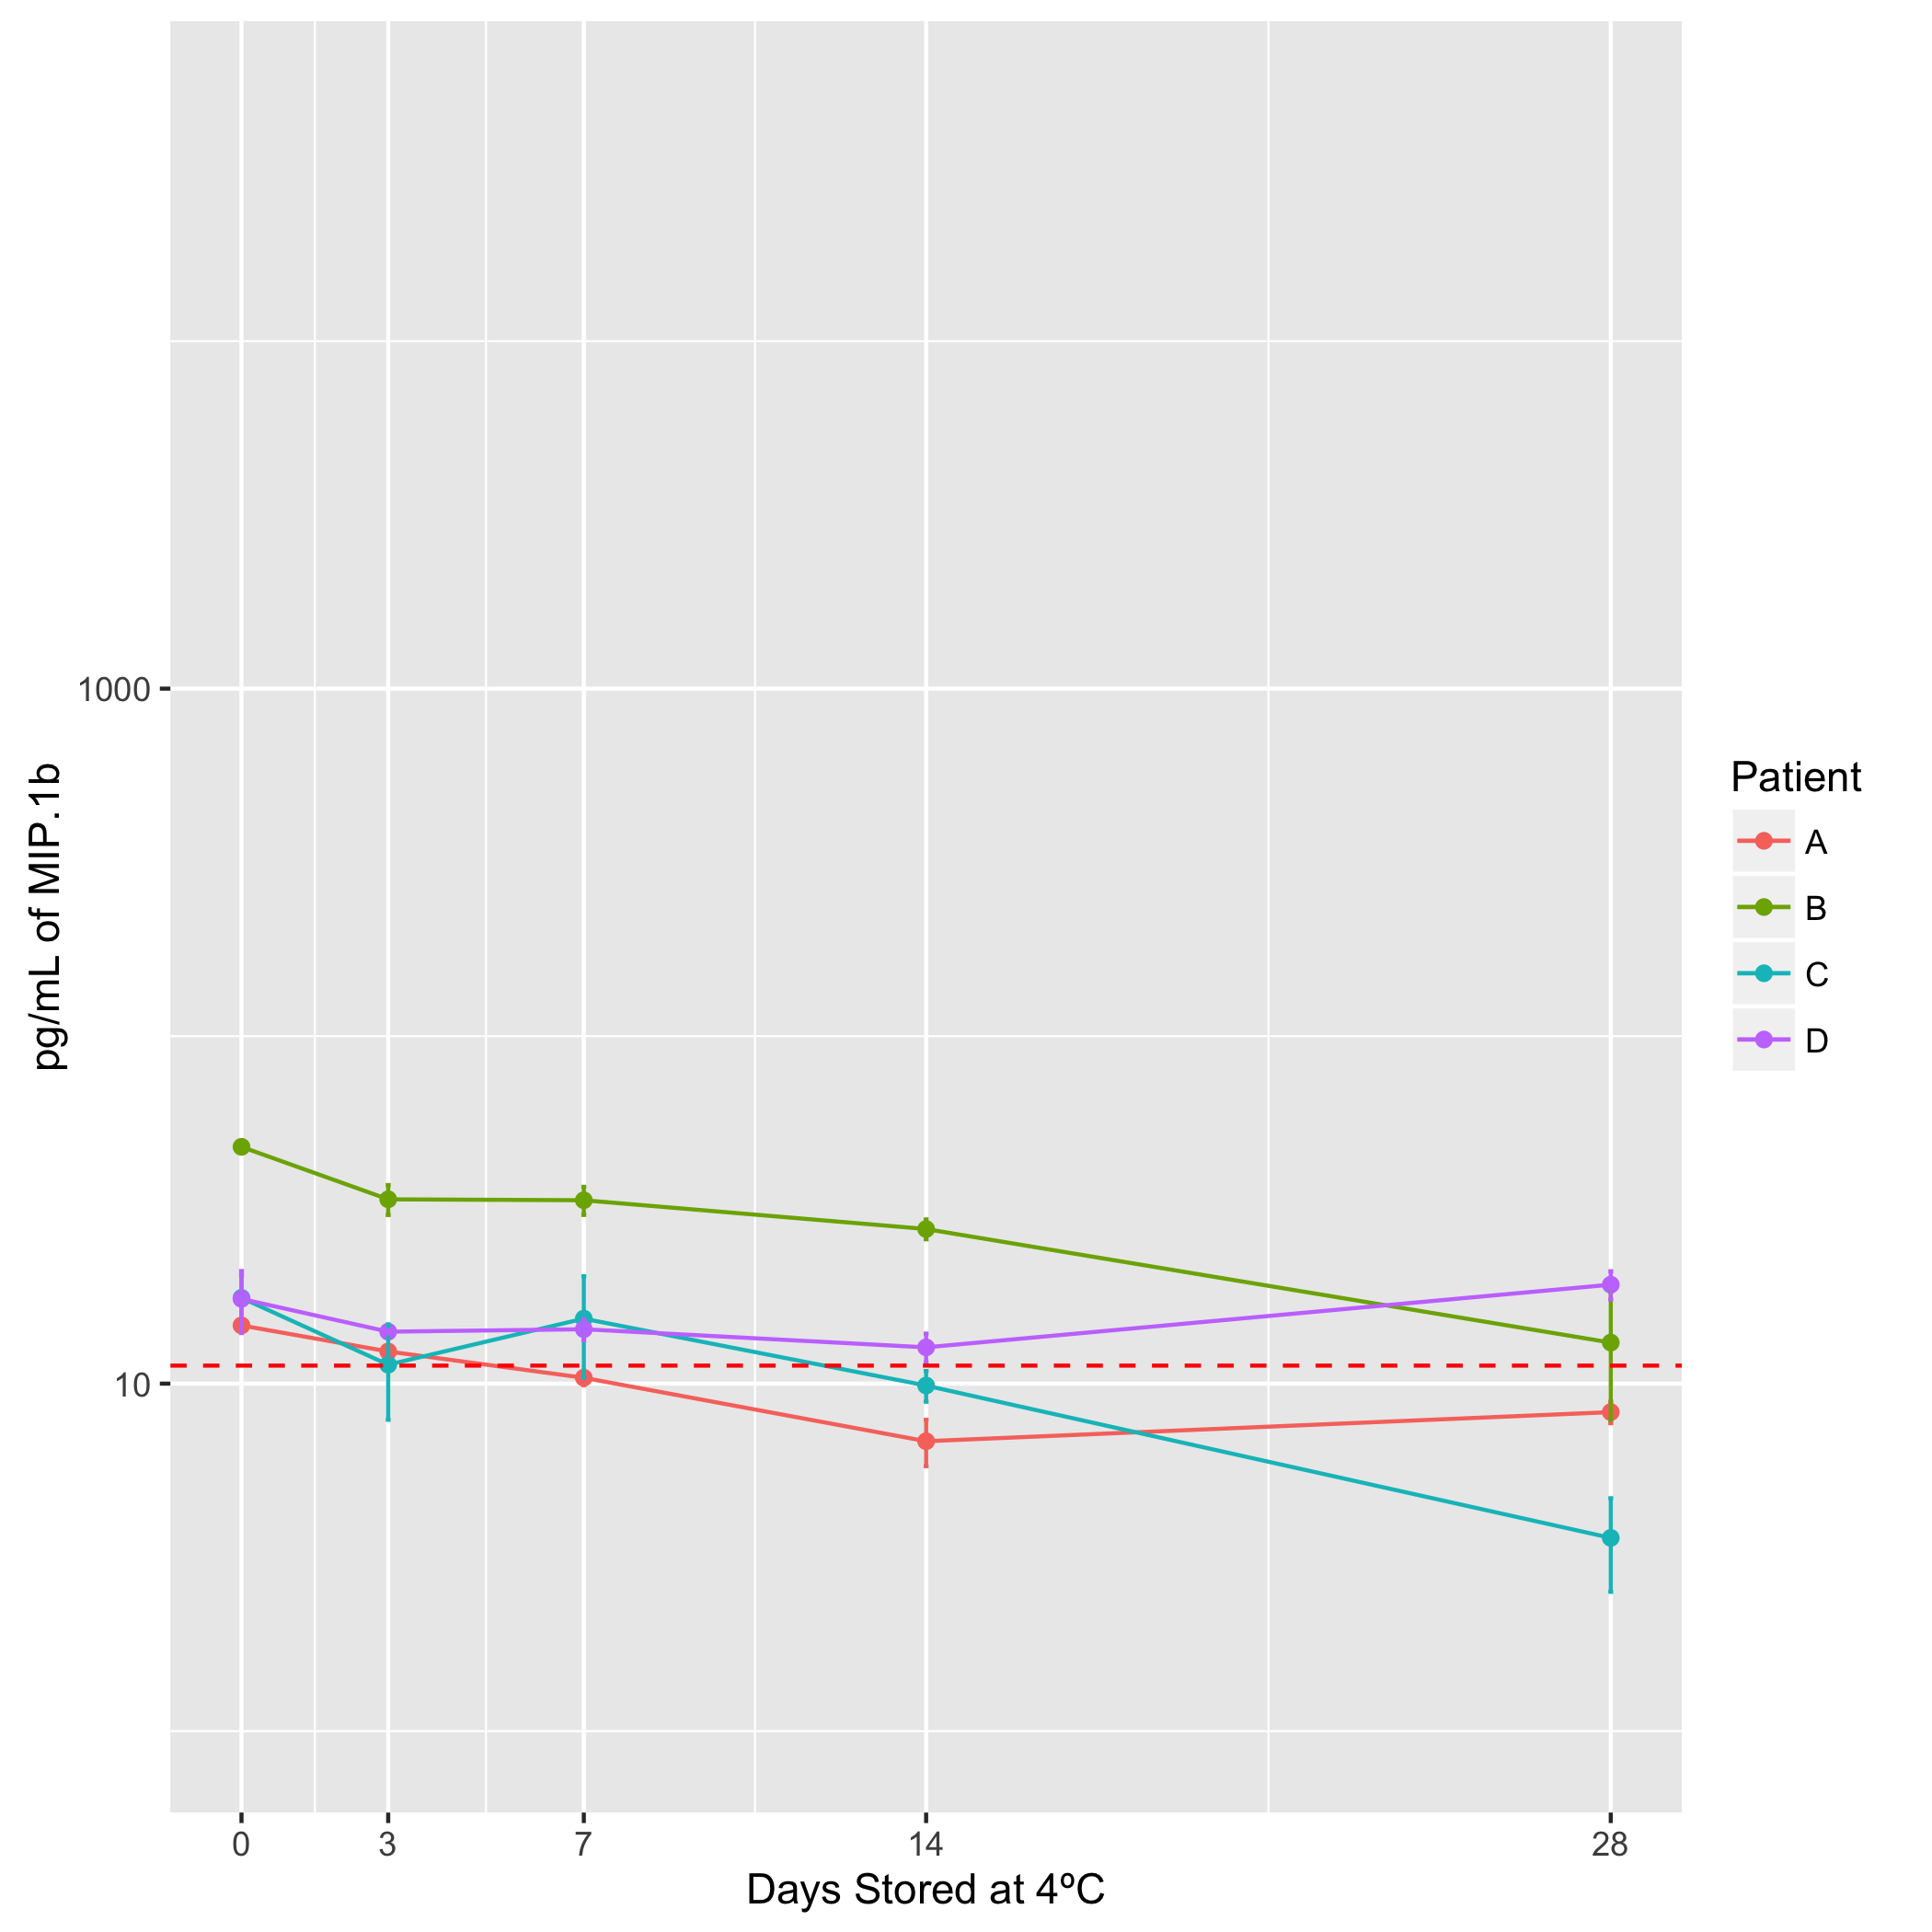 pg/mL of MIP.1b
1000
10
0 3 7 14 28
Days Stored at 4ºC
Patient
A
B
C
D